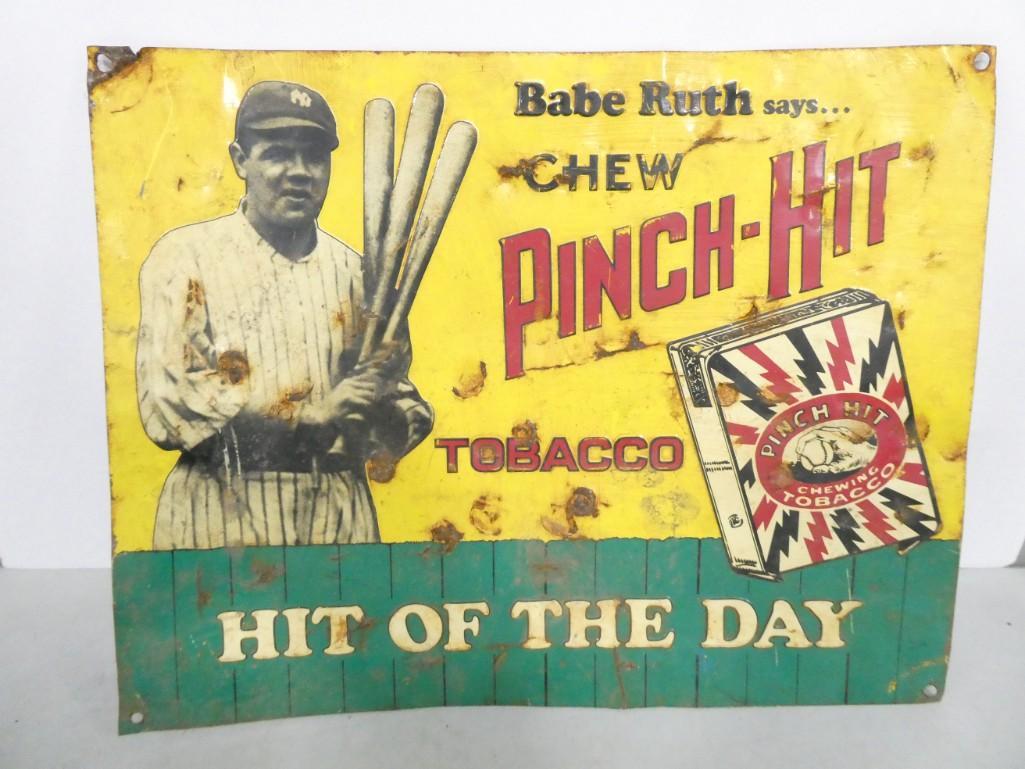 Babe Ruth says...
CHEW
PINCH-HIT
TOBACCO
PINCH HIT
CHEWING
TOBACCO
HIT OF THE DAY